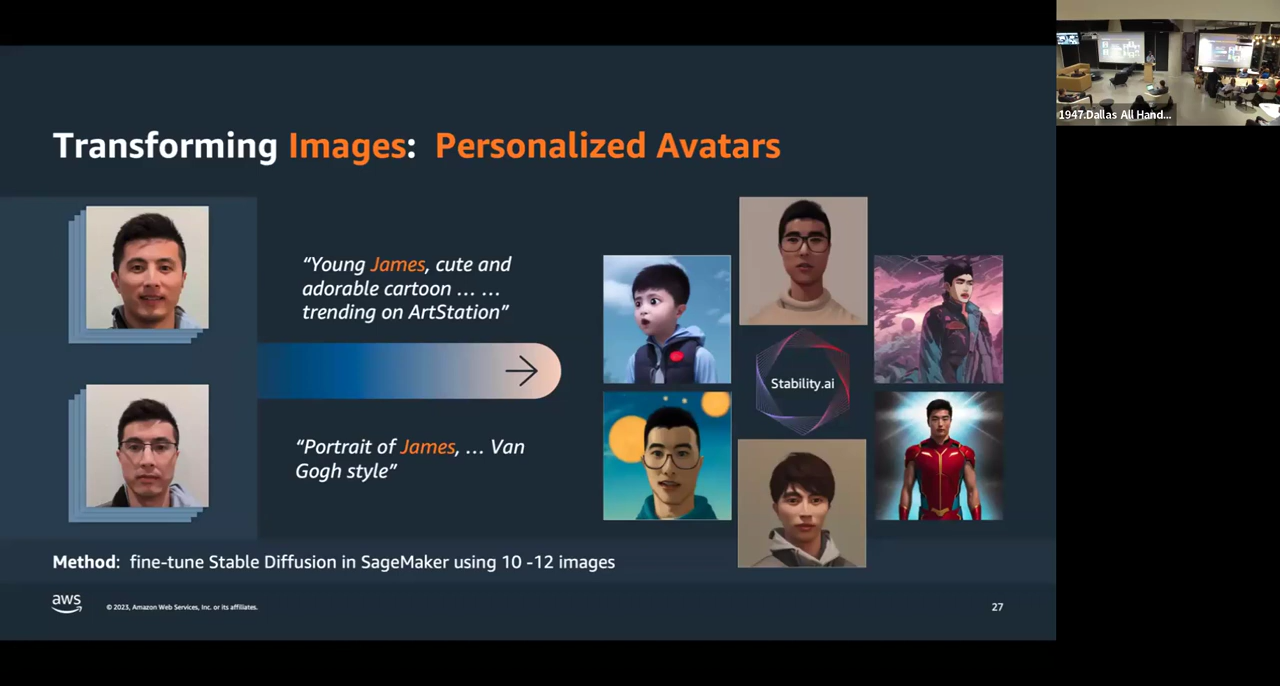 1947.Dallas All Hand...
Transforming Images: Personalized Avatars
“Young James, cute and
adorable cartoon … …
trending on ArtStation”
Stability.ai
“Portrait of James, … Van
Gogh style”
Method: fine-tune Stable Diffusion in SageMaker using 10 -12 images
aws
© 2023, Amazon Web Services, Inc. or its affiliates.
27